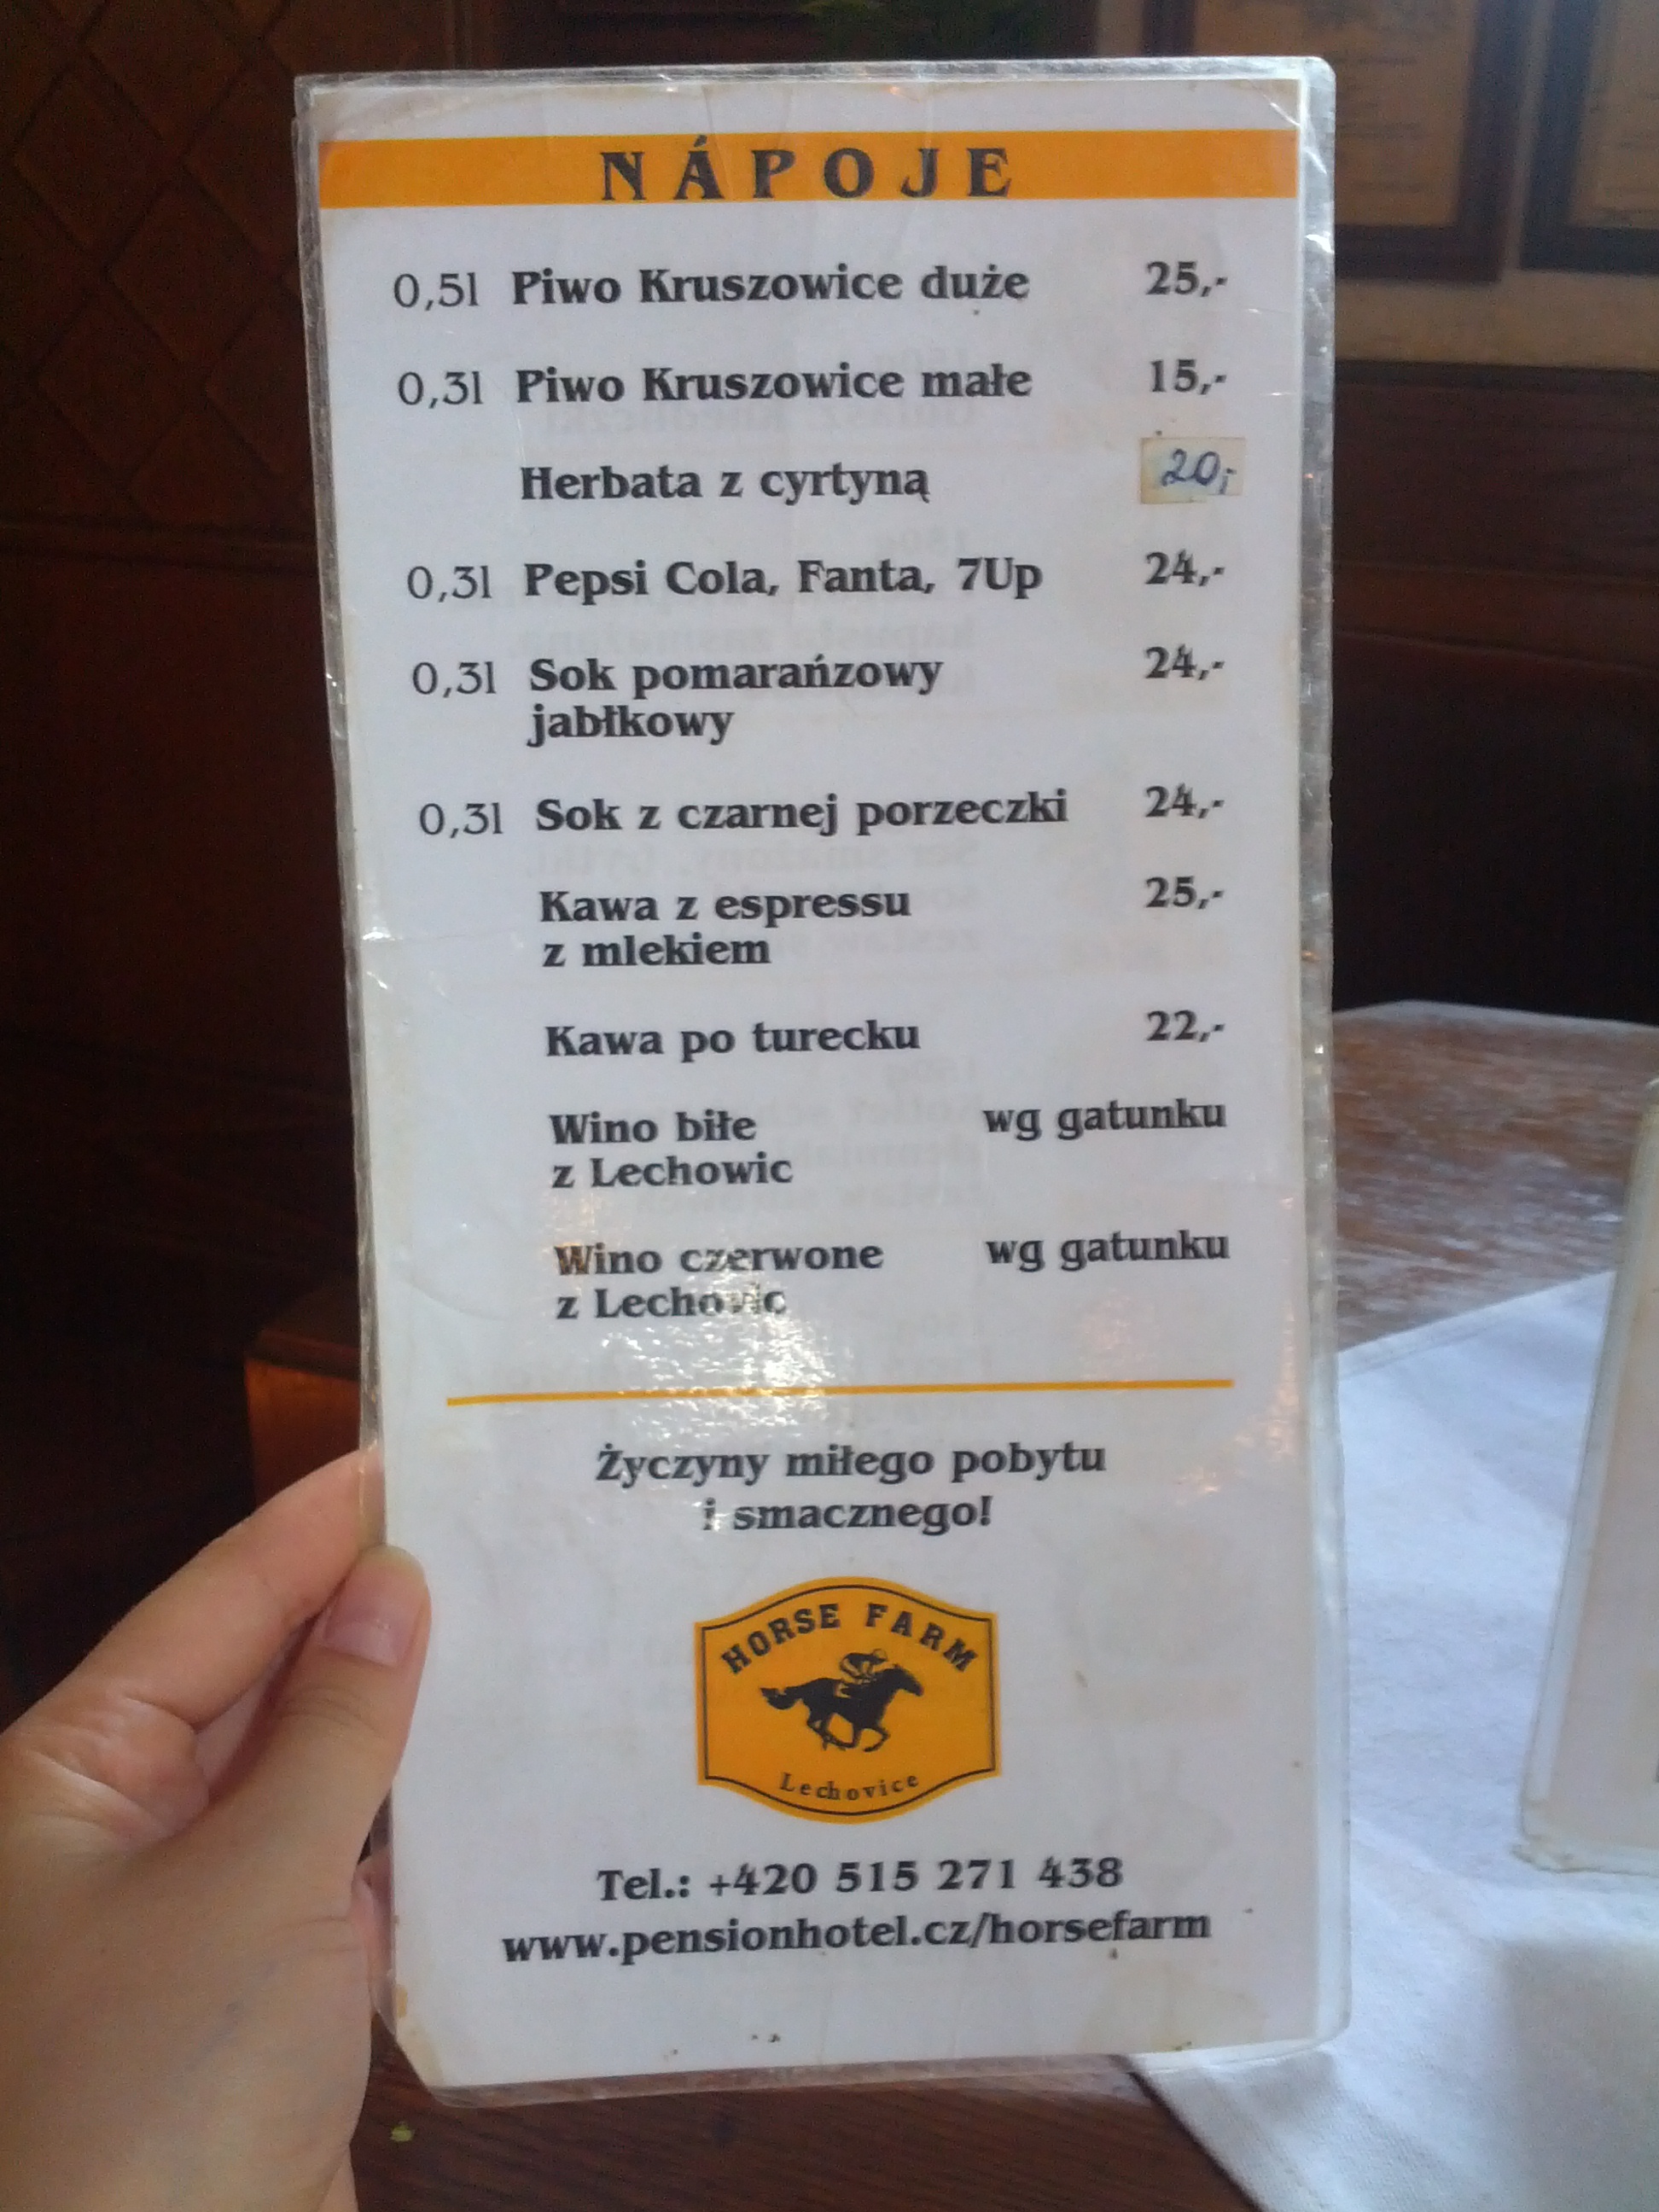 NÁPOJE
0,5l Piwo Kruszowice duże 25,-
0,3l Piwo Kruszowice małe 15,-
Herbata z cyrtyną 20,-
0,3l Pepsi Cola, Fanta, 7Up 24,-
0,3l Sok pomarańzowy 24,-
jabłkowy
0,3l Sok z czarnej porzeczki 24,-
Kawa z espressu 25,-
z mlekiem
Kawa po turecku 22,-
Wino biłe wg gatunku
z Lechowic
Wino czerwone wg gatunku
z Lechowic
Życzyny miłego pobytu
i smacznego!
HORSE FARM
Lechovice
Tel.: +420 515 271 438
www.pensionhotel.cz/horsefarm